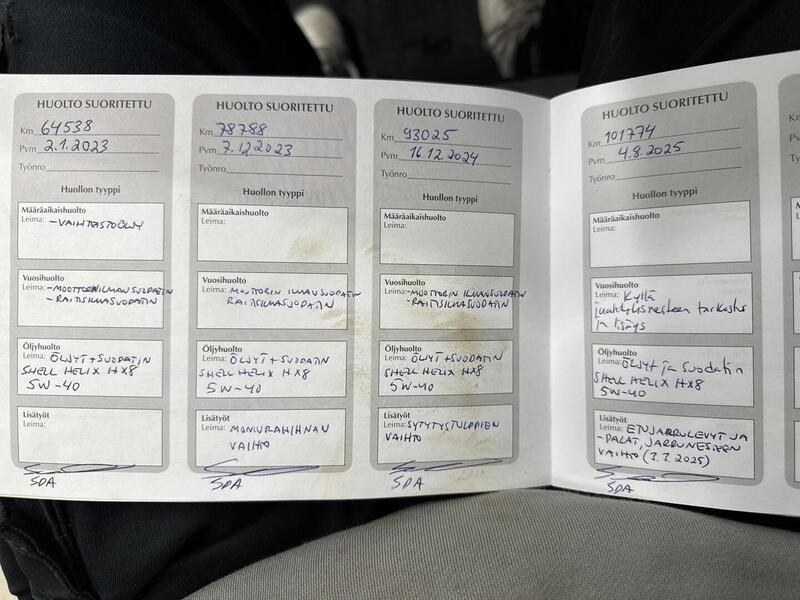 HUOLTO SUORITETTU
Km 64538
Pvm 2.1.2023
Työnro
Huollon tyyppi
Määräaikaishuolto
Leima: -VAIHTEISTOÖLJY
Vuosihuolto
Leima: -MOOTTORIN ILMANSUODATIN
-RAITISILMASUODATIN
Öljyhuolto
Leima: ÖLJYT+SUODATIN
SHELL HELIX HX8
5W-40
Lisätyöt
Leima:
SDA
HUOLTO SUORITETTU
Km 78788
Pvm 7.12.2023
Työnro
Huollon tyyppi
Määräaikaishuolto
Leima:
Vuosihuolto
Leima: MOOTTORIN ILMANSUODATIN
RAITISILMASUODATIN
Öljyhuolto
Leima: ÖLJYT+SUODATIN
SHELL HELIX HX8
5W-40
Lisätyöt
Leima: MONIURAHIHNAN
VAIHTO
SDA
HUOLTO SUORITETTU
Km 93025
Pvm 16.12.2024
Työnro
Huollon tyyppi
Määräaikaishuolto
Leima:
Vuosihuolto
Leima: -MOOTTORIN ILMANSUODATIN
-RAITISILMASUODATIN
Öljyhuolto
Leima: ÖLJYT+SUODATIN
SHELL HELIX HX8
5W-40
Lisätyöt
Leima: SYTYTYSTULPPIEN
VAIHTO
SDA
HUOLTO SUORITETTU
Km 101774
Pvm 4.8.2025
Työnro
Huollon tyyppi
Määräaikaishuolto
Leima:
Vuosihuolto
Leima: Kyllä
jäähdytysnesteen tarkastus
ja lisäys
Öljyhuolto
Leima: Öljyt ja suodatin
SHELL HELIX HX8
5W-40
Lisätyöt
Leima: ETUJARRULEVYT JA
-PALAT, JARRUNESTEEN
VAIHTO (3.3.2025)
SDA